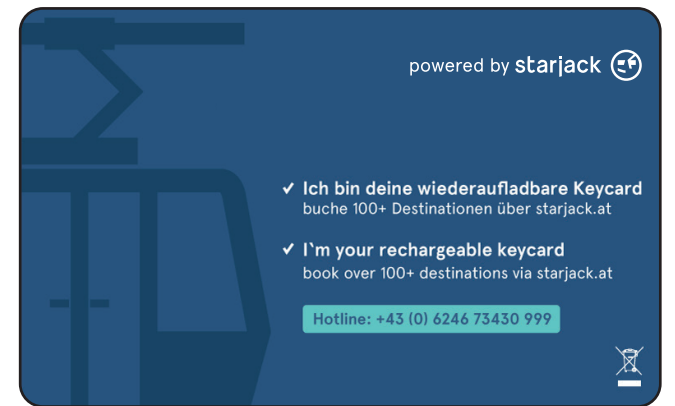 powered by starjack
✓ Ich bin deine wiederaufladbare Keycard
buche 100+ Destinationen über starjack.at
✓ I‵m your rechargeable keycard
book over 100+ destinations via starjack.at
Hotline: +43 (0) 6246 73430 999